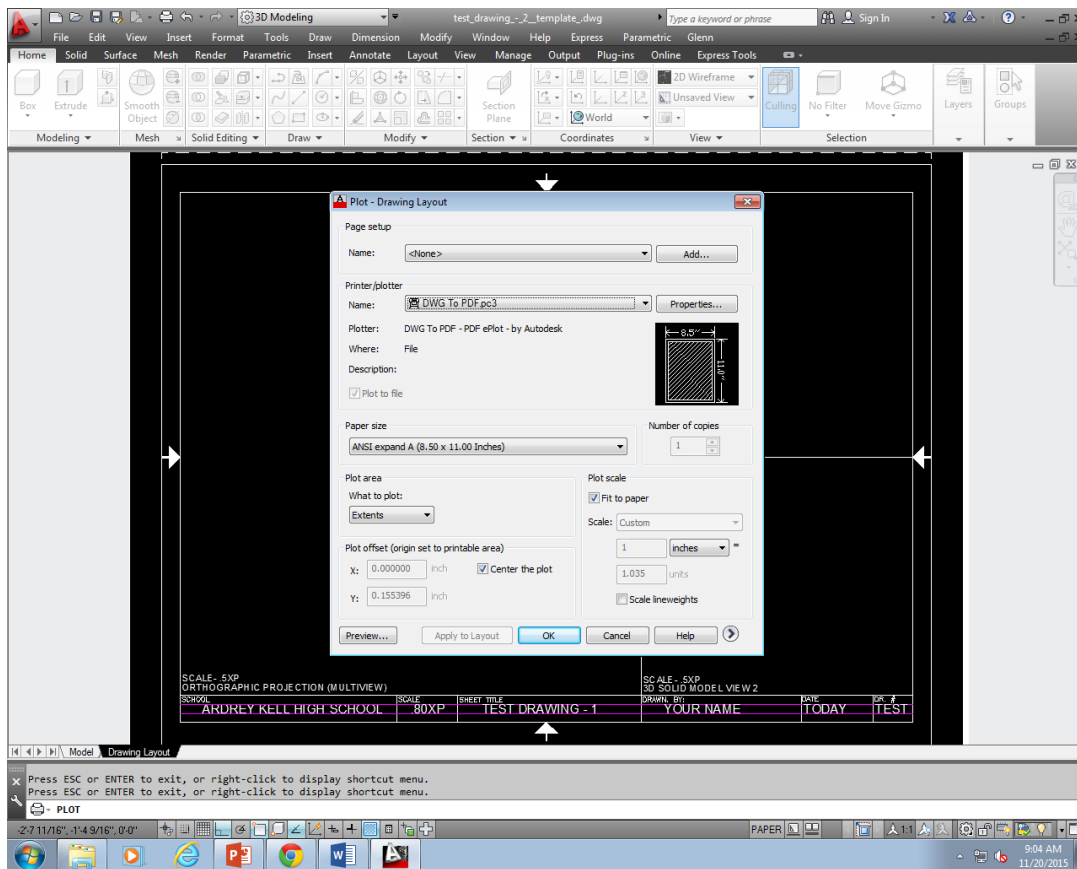 3D Modeling
test_drawing_-_2__template_.dwg
Type a keyword or phrase
Sign In
File Edit View Insert Format Tools Draw Dimension Modify Window Help Express Parametric Glenn
Home Solid Surface Mesh Render Parametric Insert Annotate Layout View Manage Output Plug-ins Online Express Tools
2D Wireframe
Unsaved View
World
Box Extrude Smooth Object Section Plane Culling No Filter Move Gizmo Layers Groups
Modeling Mesh Solid Editing Draw Modify Section Coordinates View Selection
Plot - Drawing Layout
Page setup
Name: <None> Add...
Printer/plotter
Name: DWG To PDF.pc3 Properties...
Plotter: DWG To PDF - PDF ePlot - by Autodesk
Where: File
Description:
Plot to file
8.5"
11.0"
Paper size
ANSI expand A (8.50 x 11.00 Inches)
Number of copies
1
Plot area
What to plot:
Extents
Plot scale
Fit to paper
Scale: Custom
1 inches =
1.035 units
Scale lineweights
Plot offset (origin set to printable area)
X: 0.000000 inch Center the plot
Y: 0.155396 inch
Preview... Apply to Layout OK Cancel Help
SCALE- .5XP
ORTHOGRAPHIC PROJECTION (MULTIVIEW)
SCALE- .5XP
3D SOLID MODEL VIEW 2
SCHOOL SCALE SHEET TITLE DRAWN. BY: DATE DR. #
ARDREY KELL HIGH SCHOOL .80XP TEST DRAWING - 1 YOUR NAME TODAY TEST
Model Drawing Layout
Press ESC or ENTER to exit, or right-click to display shortcut menu.
Press ESC or ENTER to exit, or right-click to display shortcut menu.
PLOT
-2'-7 11/16", -1'-4 9/16", 0'-0" PAPER 1:1
9:04 AM
11/20/2015